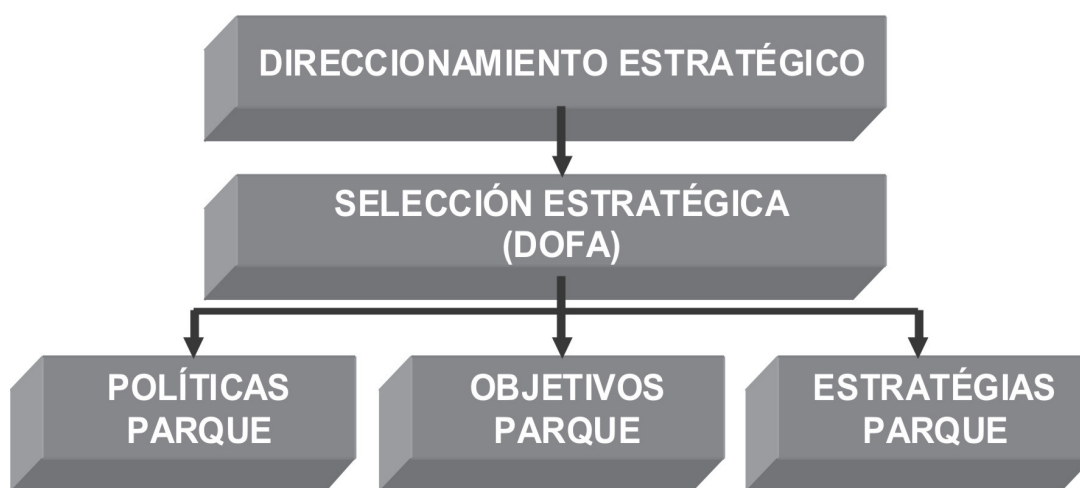 DIRECCIONAMIENTO ESTRATÉGICO
SELECCIÓN ESTRATÉGICA
(DOFA)
POLÍTICAS
PARQUE
OBJETIVOS
PARQUE
ESTRATÉGIAS
PARQUE